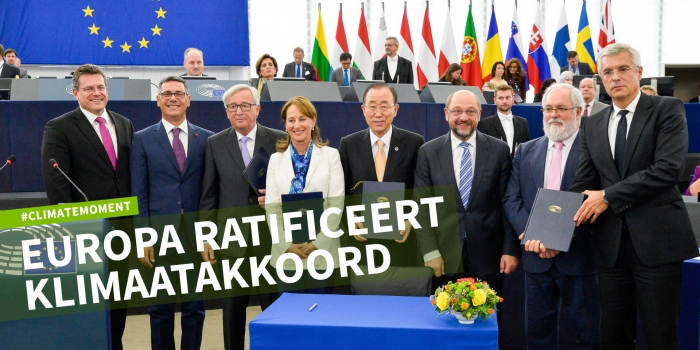 #CLIMATEMOMENT
EUROPA RATIFICEERT
KLIMAATAKKOORD